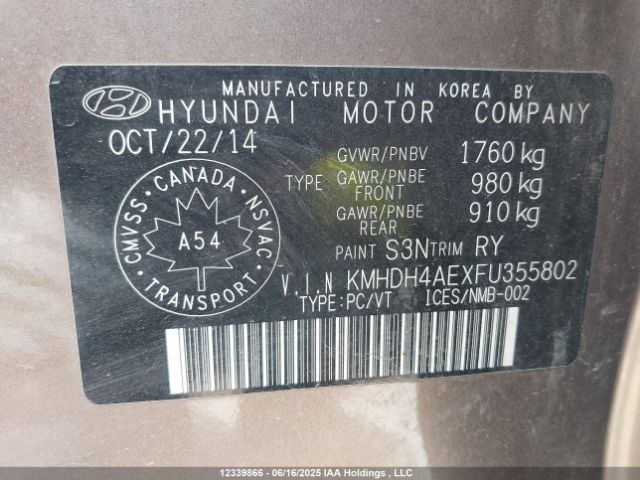 MANUFACTURED IN KOREA BY
HYUNDAI MOTOR COMPANY
OCT/22/14
GVWR/PNBV 1760 kg
TYPE GAWR/PNBE FRONT 980 kg
GAWR/PNBE REAR 910 kg
CANADA
CMVSS NSVAC
A54
TRANSPORT
PAINT S3N TRIM RY
V.I.N KMHDH4AEXFU355802
TYPE:PC/VT ICES/NMB-002
12339866 - 06/16/2025 IAA Holdings , LLC